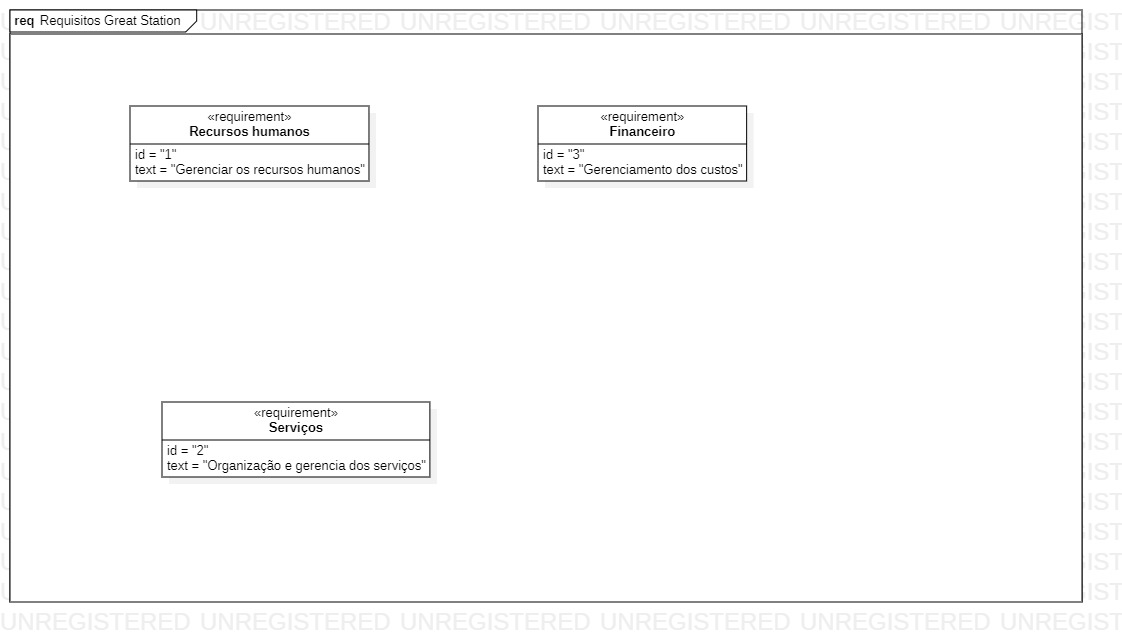 req Requisitos Great Station
UNREGISTERED UNREGISTERED UNREGISTERED UNREGISTERED UNREGIST
«requirement»
Recursos humanos
id = "1"
text = "Gerenciar os recursos humanos"
«requirement»
Financeiro
id = "3"
text = "Gerenciamento dos custos"
«requirement»
Serviços
id = "2"
text = "Organização e gerencia dos serviços"
UNREGISTERED UNREGISTERED UNREGISTERED UNREGISTERED UNREGISTERED UNREGIST